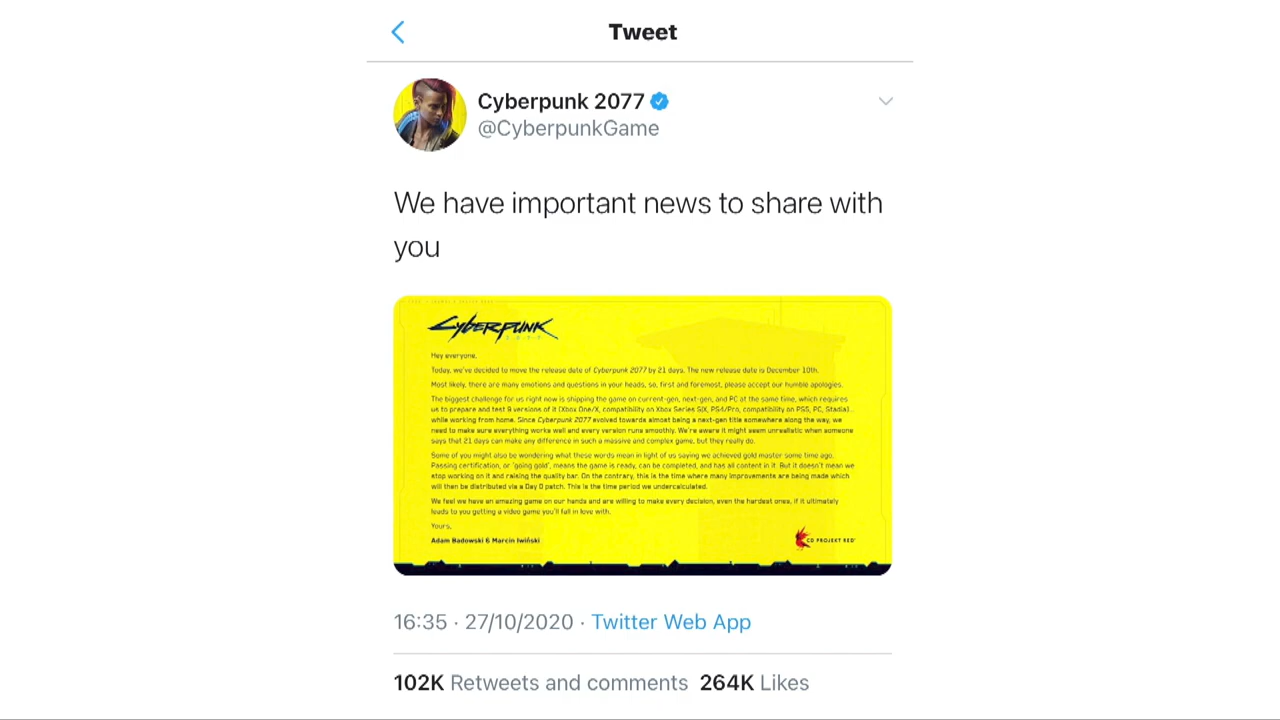 Tweet
Cyberpunk 2077
@CyberpunkGame
We have important news to share with
you
CYBERPUNK
2077
Hey everyone,
Today, we've decided to move the release date of Cyberpunk 2077 by 21 days. The new release date is December 10th.
Most likely, there are many emotions and questions in your heads, so, first and foremost, please accept our humble apologies.
The biggest challenge for us right now is shipping the game on current-gen, next-gen, and PC at the same time, which requires
us to prepare and test 9 versions of it (Xbox One/X, compatibility on Xbox Series S|X, PS4/Pro, compatibility on PS5, PC, Stadia)...
while working from home. Since Cyberpunk 2077 evolved towards almost being a next-gen title somewhere along the way, we
need to make sure everything works well and every version runs smoothly. We're aware it might seem unrealistic when someone
says that 21 days can make any difference in such a massive and complex game, but they really do.
Some of you might also be wondering what these words mean in light of us saying we achieved gold master some time ago.
Passing certification, or 'going gold', means the game is ready, can be completed, and has all content in it. But it doesn't mean we
stop working on it and raising the quality bar. On the contrary, this is the time where many improvements are being made which
will then be distributed via a Day 0 patch. This is the time period we undercalculated.
We feel we have an amazing game on our hands and are willing to make every decision, even the hardest ones, if it ultimately
leads to you getting a video game you'll fall in love with.
Yours,
Adam Badowski & Marcin Iwiński
CD PROJEKT RED®
16:35 · 27/10/2020 · Twitter Web App
102K Retweets and comments 264K Likes